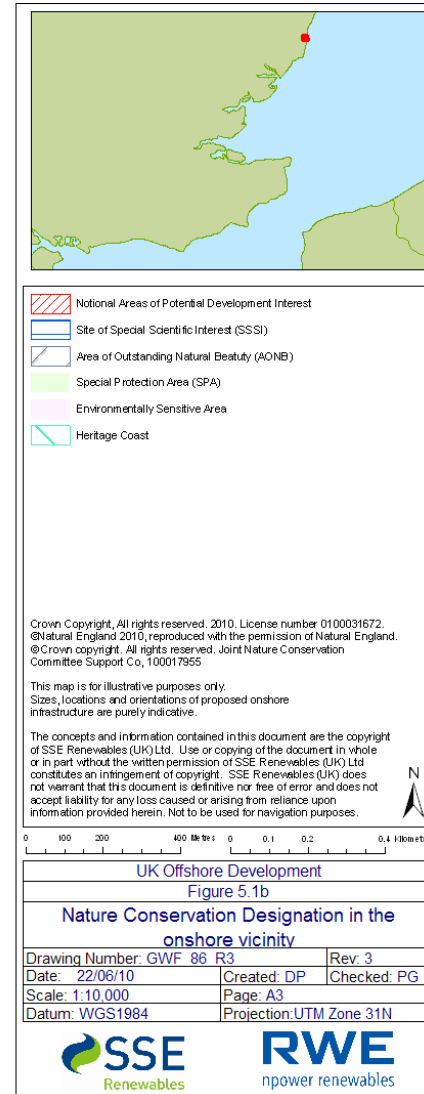 Notional Areas of Potential Development Interest
Site of Special Scientific Interest (SSSI)
Area of Outstanding Natural Beatuty (AONB)
Special Protection Area (SPA)
Environmentally Sensitive Area
Heritage Coast
Crown Copyright, All rights reserved. 2010. License number 0100031672.
©Natural England 2010, reproduced with the permission of Natural England.
©Crown copyright. All rights reserved. Joint Nature Conservation
Committee Support Co, 100017955
This map is for illustrative purposes only.
Sizes, locations and orientations of proposed onshore
infrastructure are purely indicative.
The concepts and information contained in this document are the copyright
of SSE Renewables (UK) Ltd. Use or copying of the document in whole
or in part without the written permission of SSE Renewables (UK) Ltd
constitutes an infringement of copyright. SSE Renewables (UK) does
not warrant that this document is definitive nor free of error and does not
accept liability for any loss caused or arising from reliance upon
information provided herein. Not to be used for navigation purposes.
N
0 100 200 400 Metres 0 0.1 0.2 0.4 Kilomet
UK Offshore Development
Figure 5.1b
Nature Conservation Designation in the
onshore vicinity
Drawing Number: GWF_86_R3 Rev: 3
Date: 22/06/10 Created: DP Checked: PG
Scale: 1:10,000 Page: A3
Datum: WGS1984 Projection:UTM Zone 31N
SSE
Renewables
RWE
npower renewables